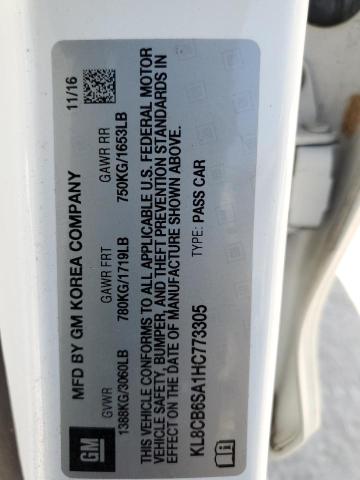 GM
MFD BY GM KOREA COMPANY 11/16
GVWR GAWR FRT GAWR RR
1388KG/3060LB 780KG/1719LB 750KG/1653LB
THIS VEHICLE CONFORMS TO ALL APPLICABLE U.S. FEDERAL MOTOR
VEHICLE SAFETY, BUMPER, AND THEFT PREVENTION STANDARDS IN
EFFECT ON THE DATE OF MANUFACTURE SHOWN ABOVE.
KL8CB6SA1HC773305 TYPE: PASS CAR